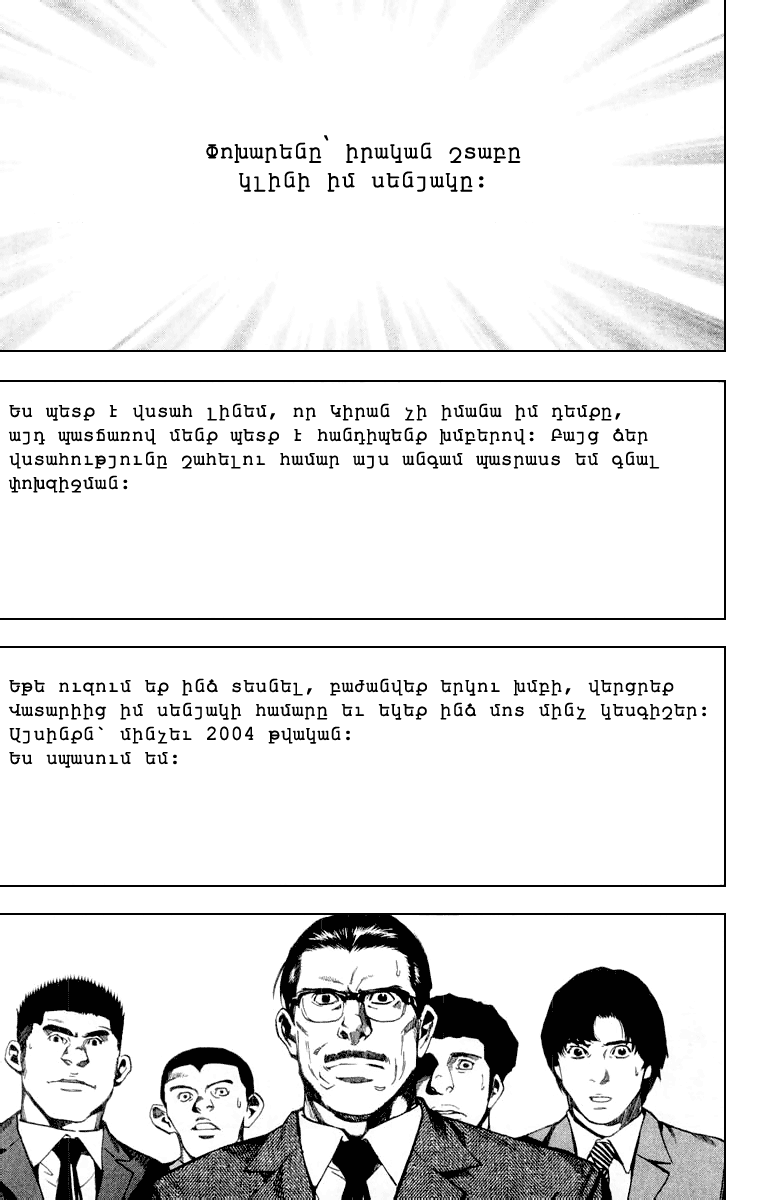 Փոխարենը՝ իրական շտաբը
կլինի իմ սենյակը:
Ես պետք է վստահ լինեմ, որ Կիրան չի իմանա իմ դեմքը,
այդ պատճառով մենք պետք է հանդիպենք խմբերով: Բայց ձեր
վստահությունը շահելու համար այս անգամ պատրաստ եմ գնալ
փոխզիջման:
Եթե ուզում եք ինձ տեսնել, բաժանվեք երկու խմբի, վերցրեք
Վատարիից իմ սենյակի համարը եւ եկեք ինձ մոտ մինչ կեսգիշեր:
Այսինքն՝ մինչեւ 2004 թվական:
Ես սպասում եմ: